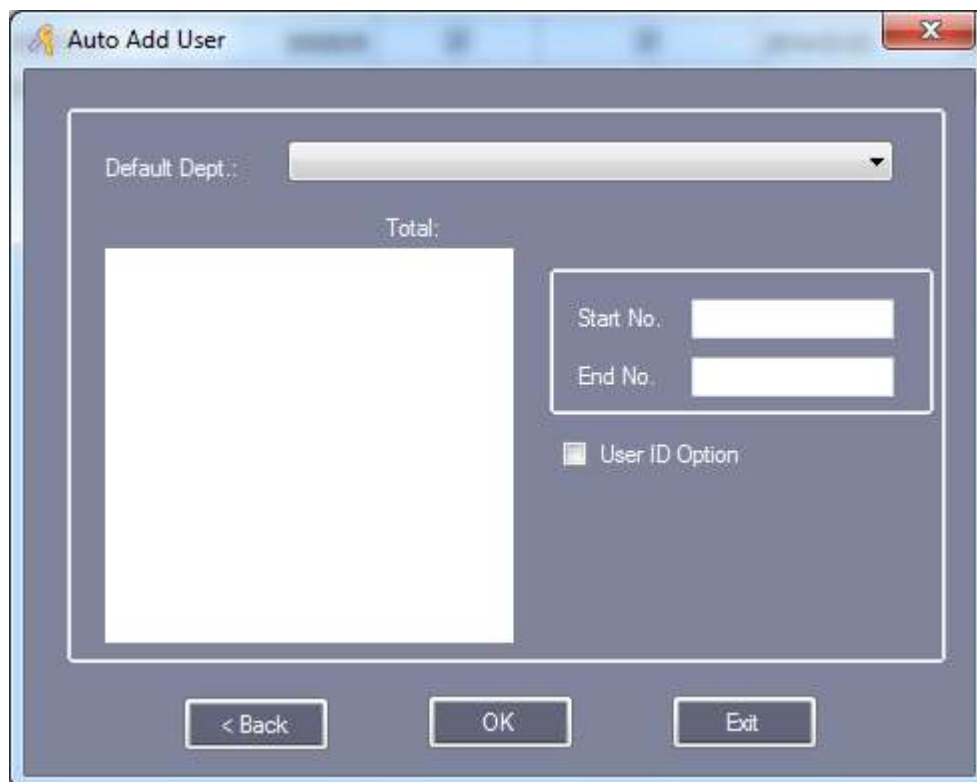 Auto Add User
Default Dept.:
Total:
Start No.
End No.
User ID Option
< Back
OK
Exit